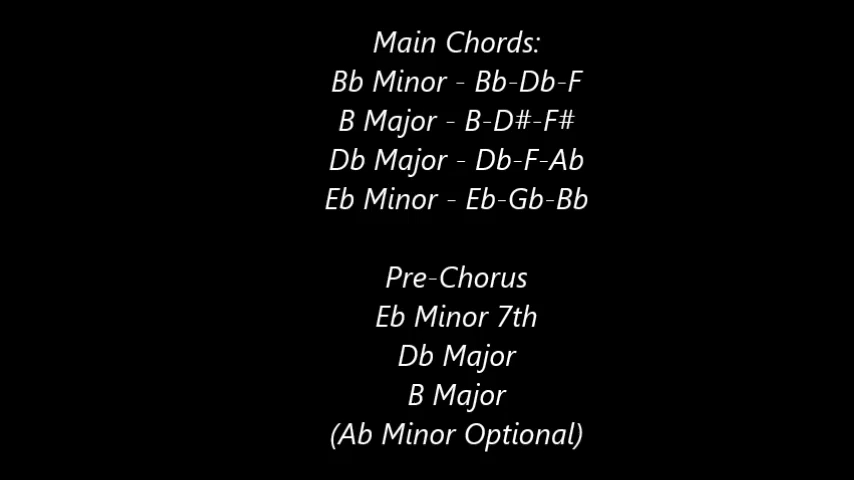 Main Chords:
Bb Minor - Bb-Db-F
B Major - B-D#-F#
Db Major - Db-F-Ab
Eb Minor - Eb-Gb-Bb
Pre-Chorus
Eb Minor 7th
Db Major
B Major
(Ab Minor Optional)